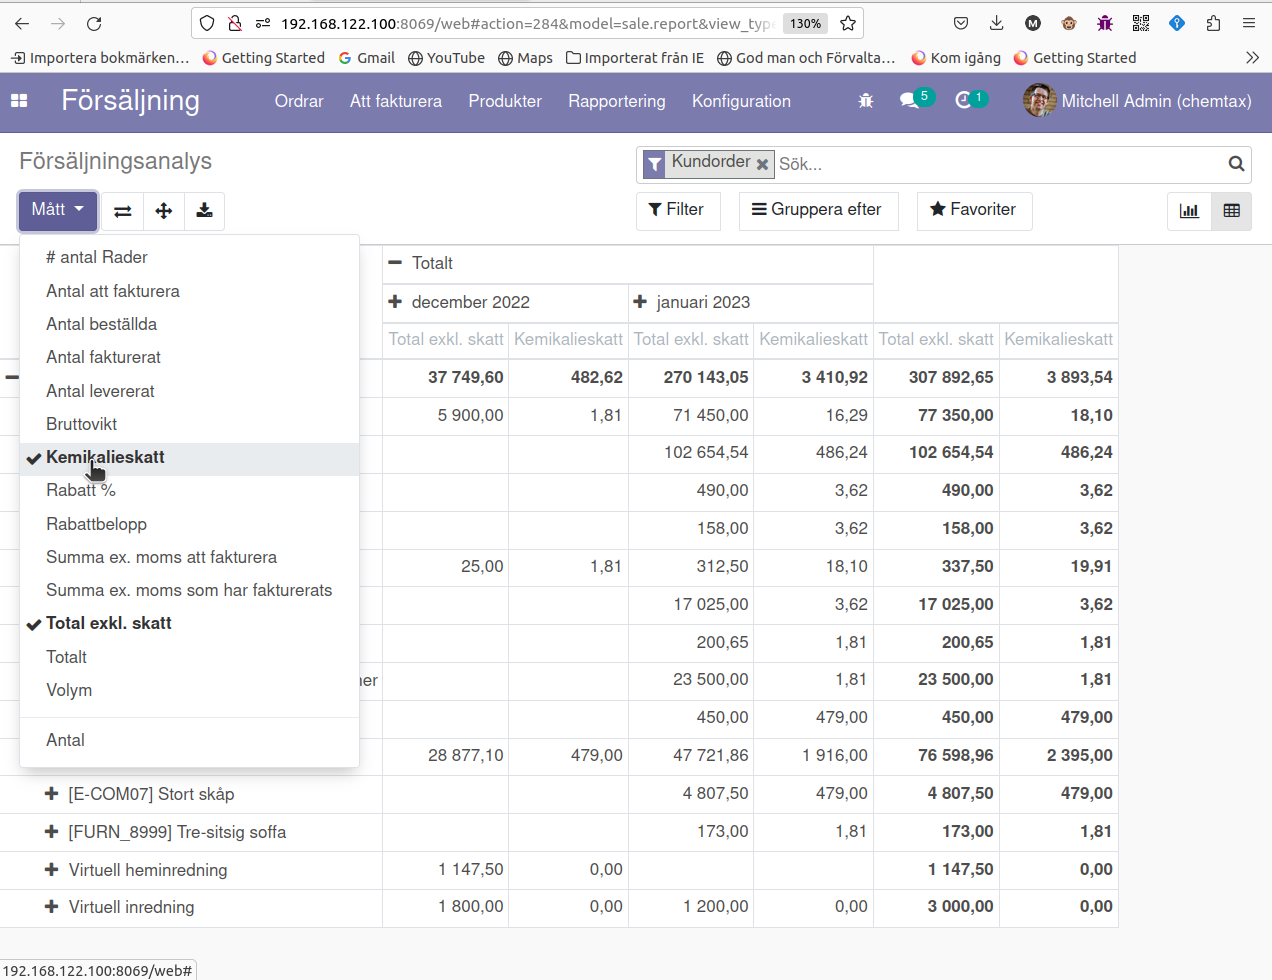 192.168.122.100:8069/web#action=284&model=sale.report&view_typ
130%
Importera bokmärken…
Getting Started
Gmail
YouTube
Maps
Importerat från IE
God man och Förvalta…
Kom igång
Getting Started
Försäljning
Ordrar
Att fakturera
Produkter
Rapportering
Konfiguration
5
1
Mitchell Admin (chemtax)
Försäljningsanalys
Kundorder
Sök...
Mått
Filter
Gruppera efter
Favoriter
# antal Rader
Antal att fakturera
Antal beställda
Antal fakturerat
Antal levererat
Bruttovikt
Kemikalieskatt
Rabatt %
Rabattbelopp
Summa ex. moms att fakturera
Summa ex. moms som har fakturerats
Total exkl. skatt
Totalt
Volym
Antal
Totalt
december 2022 januari 2023
Total exkl. skatt Kemikalieskatt Total exkl. skatt Kemikalieskatt Total exkl. skatt Kemikalieskatt
37 749,60 482,62 270 143,05 3 410,92 307 892,65 3 893,54
5 900,00 1,81 71 450,00 16,29 77 350,00 18,10
102 654,54 486,24 102 654,54 486,24
490,00 3,62 490,00 3,62
158,00 3,62 158,00 3,62
25,00 1,81 312,50 18,10 337,50 19,91
17 025,00 3,62 17 025,00 3,62
200,65 1,81 200,65 1,81
ner 23 500,00 1,81 23 500,00 1,81
450,00 479,00 450,00 479,00
28 877,10 479,00 47 721,86 1 916,00 76 598,96 2 395,00
[E-COM07] Stort skåp 4 807,50 479,00 4 807,50 479,00
[FURN_8999] Tre-sitsig soffa 173,00 1,81 173,00 1,81
Virtuell heminredning 1 147,50 0,00 1 147,50 0,00
Virtuell inredning 1 800,00 0,00 1 200,00 0,00 3 000,00 0,00
192.168.122.100:8069/web#